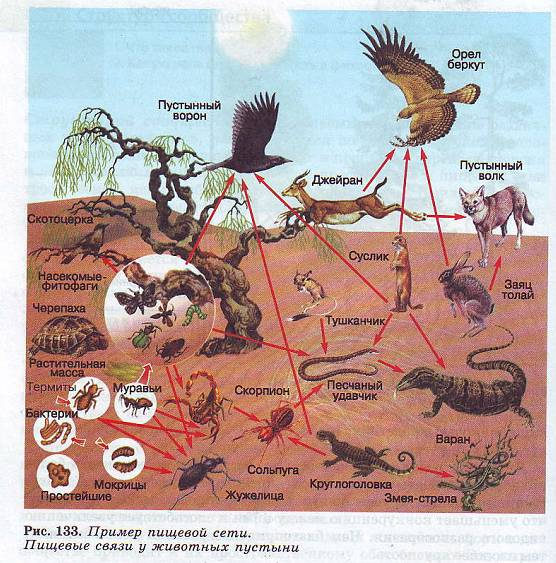 Орел
беркут
Пустынный
ворон
Джейран
Пустынный
волк
Скотоцерка
Суслик
Насекомые-
фитофаги
Заяц
толай
Черепаха
Тушканчик
Растительная
масса
Термиты
Муравьи
Скорпион
Песчаный
удавчик
Бактерии
Варан
Мокрицы
Сольпуга
Круглоголовка
Простейшие
Жужелица
Змея-стрела
Рис. 133. Пример пищевой сети.
Пищевые связи у животных пустыни